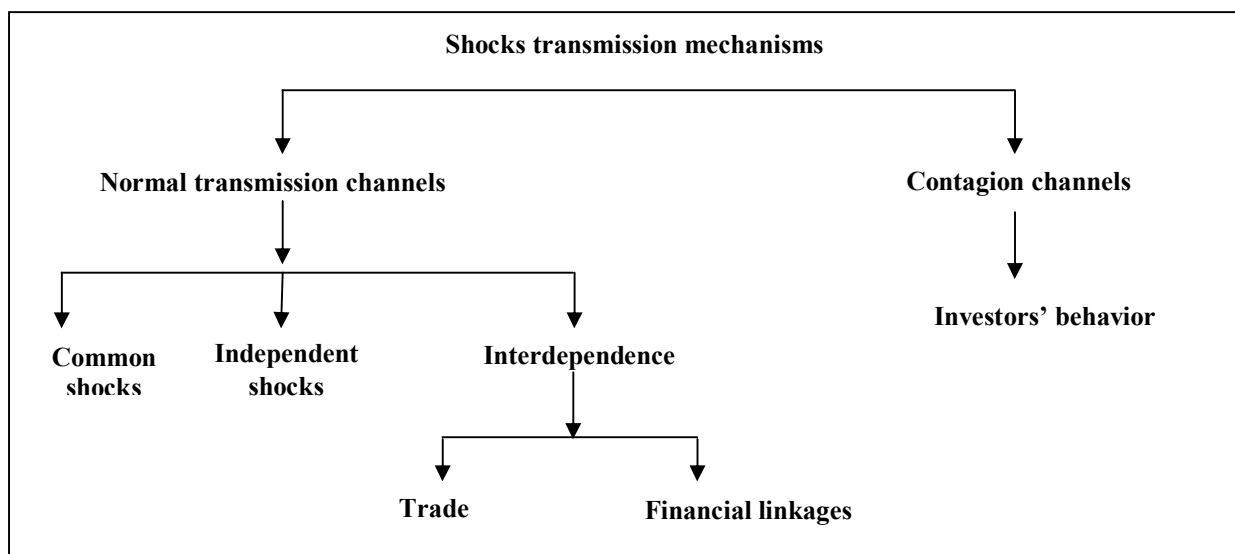 Shocks transmission mechanisms
Normal transmission channels
Contagion channels
Investors’ behavior
Common
shocks
Independent
shocks
Interdependence
Trade
Financial linkages